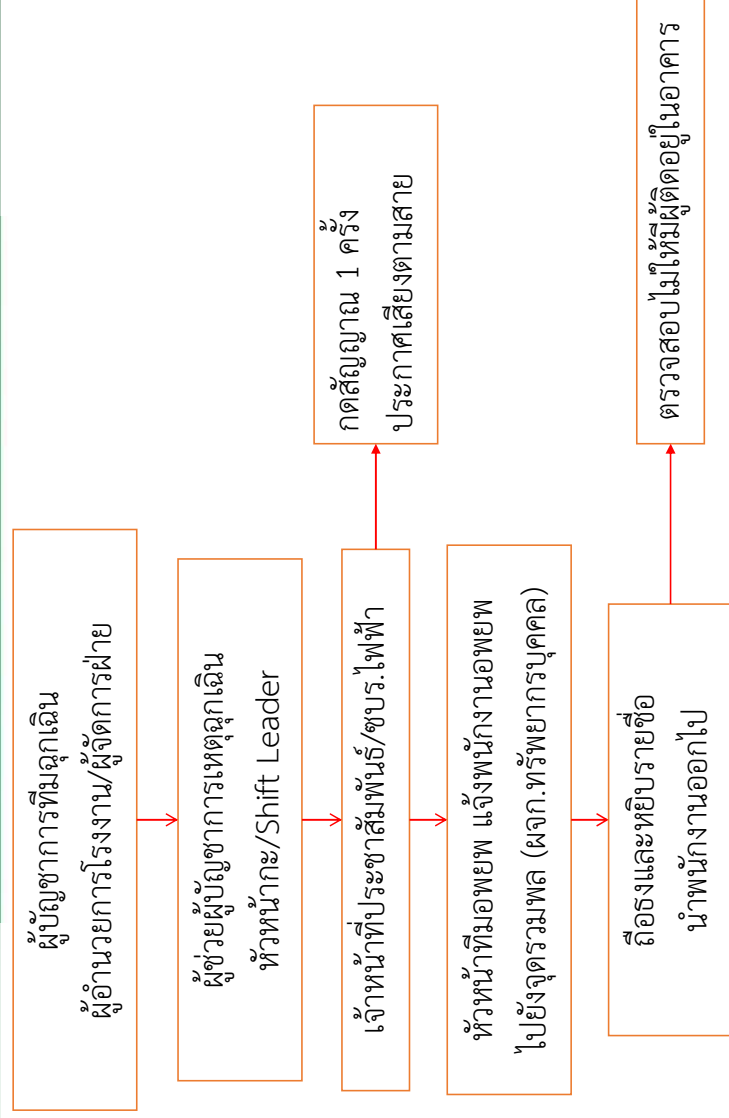 ผู้บัญชาการทีมฉุกเฉิน
ผู้อำนวยการโรงงาน/ผู้จัดการฝ่าย
ผู้ช่วยผู้บัญชาการเหตุฉุกเฉิน
หัวหน้ากะ/Shift Leader
เจ้าหน้าที่ประชาสัมพันธ์/ซบร.ไฟฟ้า
กดสัญญาณ 1 ครั้ง
ประกาศเสียงตามสาย
หัวหน้าทีมอพยพ แจ้งพนักงานอพยพ
ไปยังจุดรวมพล (ผจก.ทรัพยากรบุคคล)
ถือธงและหยิบรายชื่อ
นำพนักงานออกไป
ตรวจสอบไม่ให้มีผู้ติดอยู่ในอาคาร